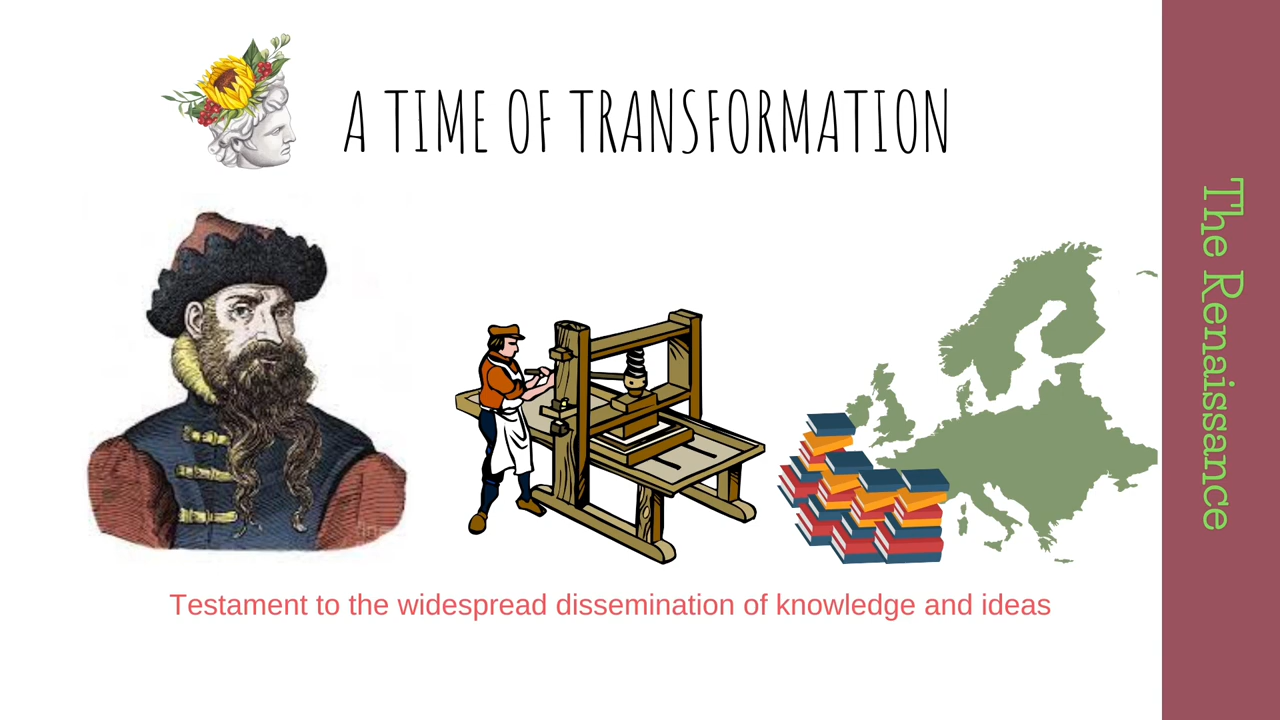 A TIME OF TRANSFORMATION
Testament to the widespread dissemination of knowledge and ideas
The Renaissance